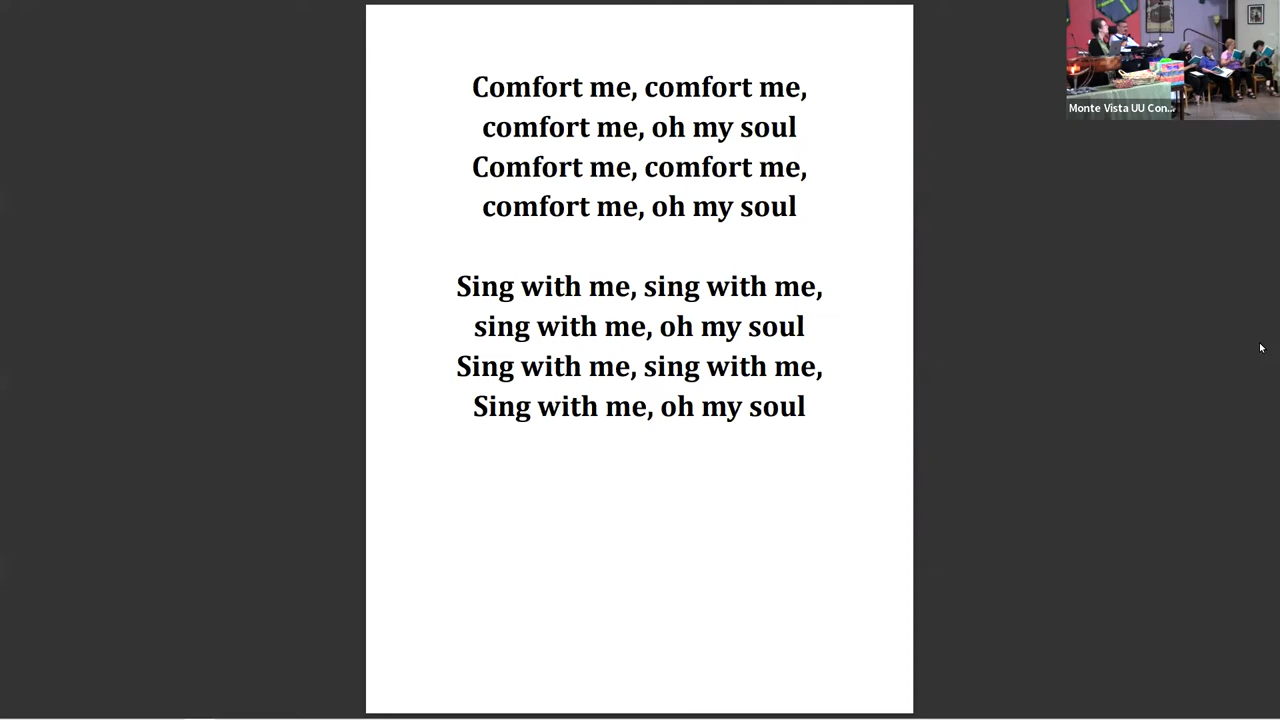 Comfort me, comfort me,
comfort me, oh my soul
Comfort me, comfort me,
comfort me, oh my soul
Sing with me, sing with me,
sing with me, oh my soul
Sing with me, sing with me,
Sing with me, oh my soul
Monte Vista UU Con...